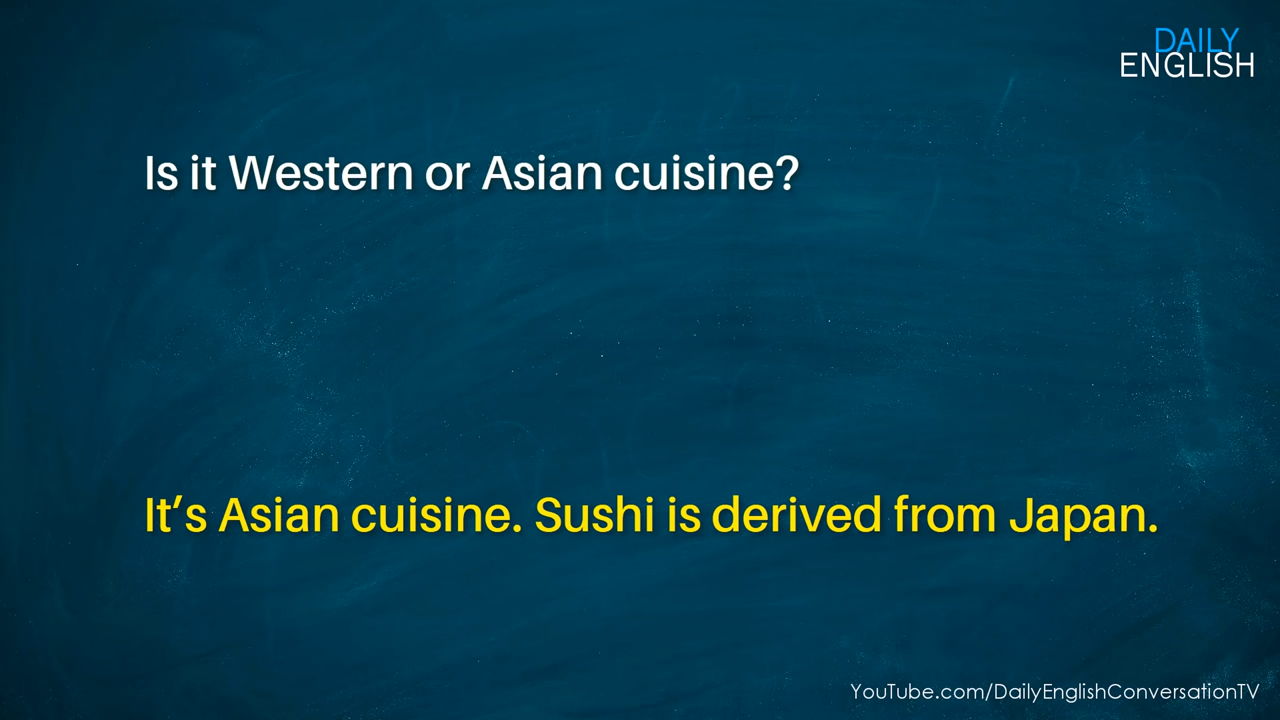 DAILY
ENGLISH
Is it Western or Asian cuisine?
It’s Asian cuisine. Sushi is derived from Japan.
YouTube.com/DailyEnglishConversationTV